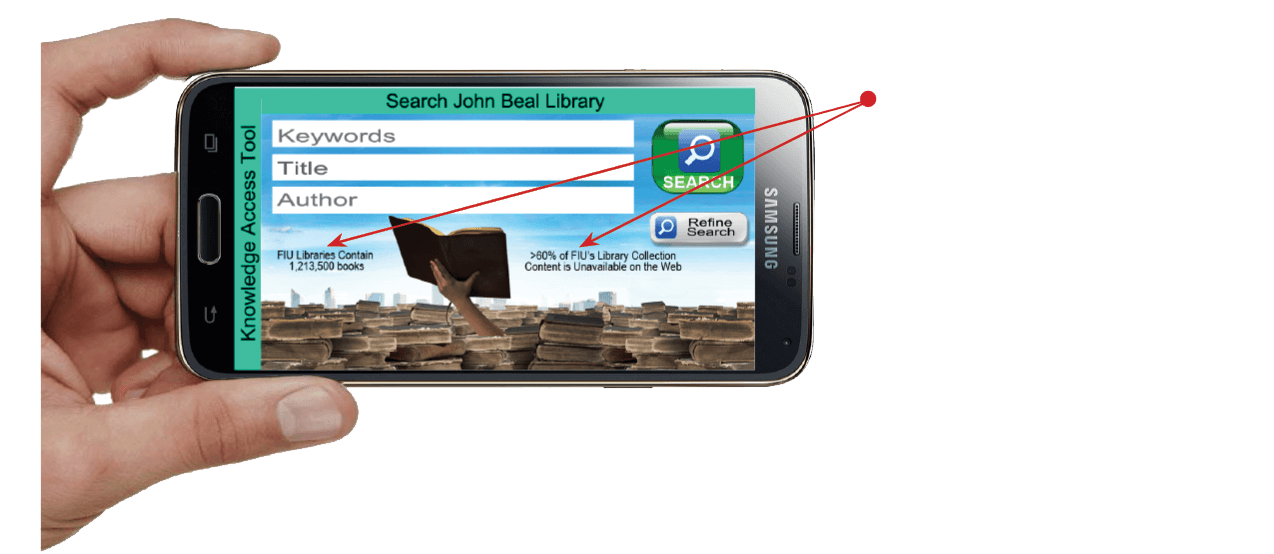 Search John Beal Library
Knowledge Access Tool
Keywords
Title
Author
SEARCH
Refine
Search
FIU Libraries Contain
1,213,500 books
>60% of FIU's Library Collection
Content is Unavailable on the Web
SAMSUNG